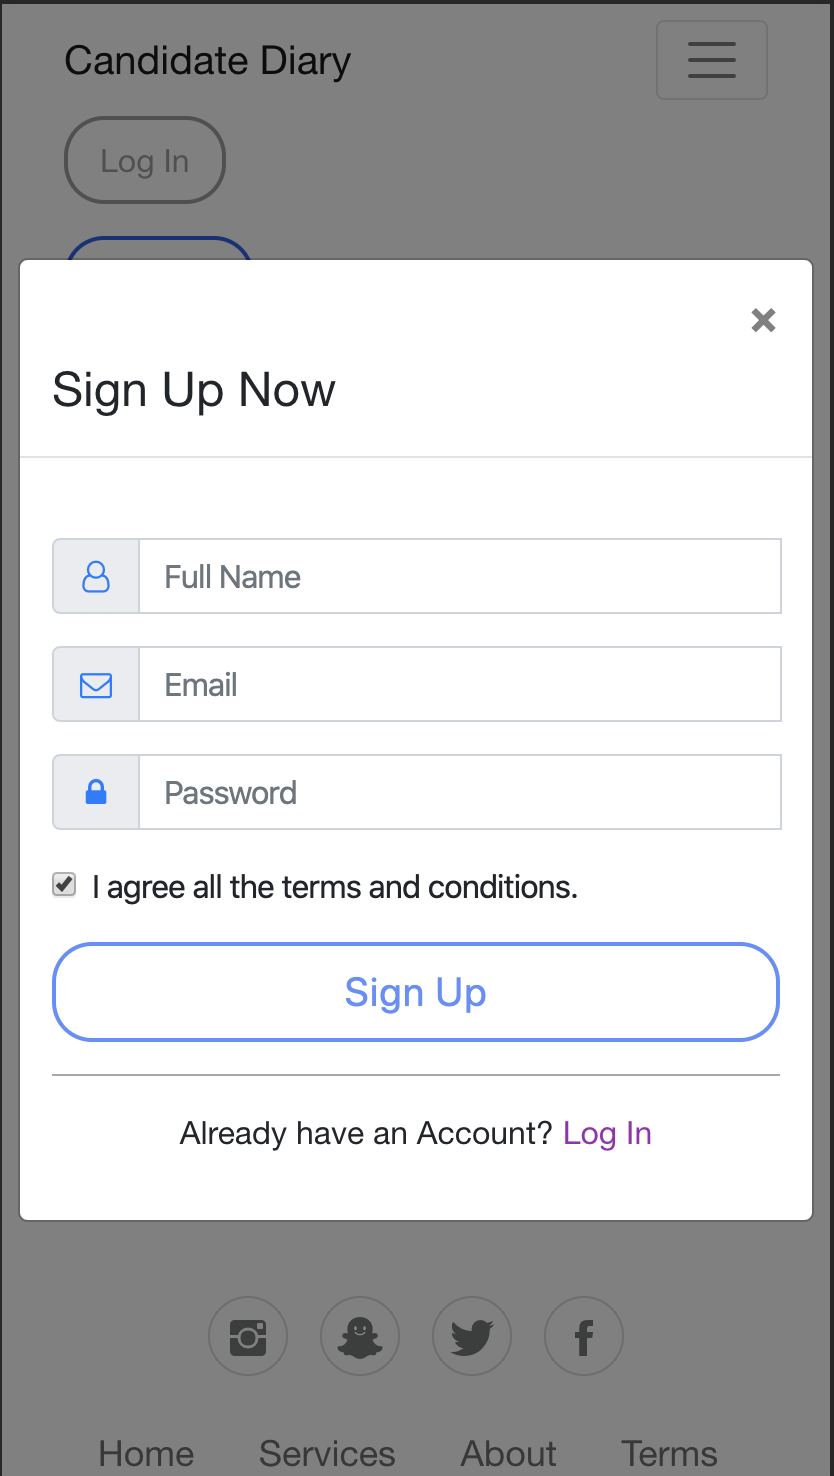 Candidate Diary
Log In
×
Sign Up Now
Full Name
Email
Password
I agree all the terms and conditions.
Sign Up
Already have an Account? Log In
Home Services About Terms